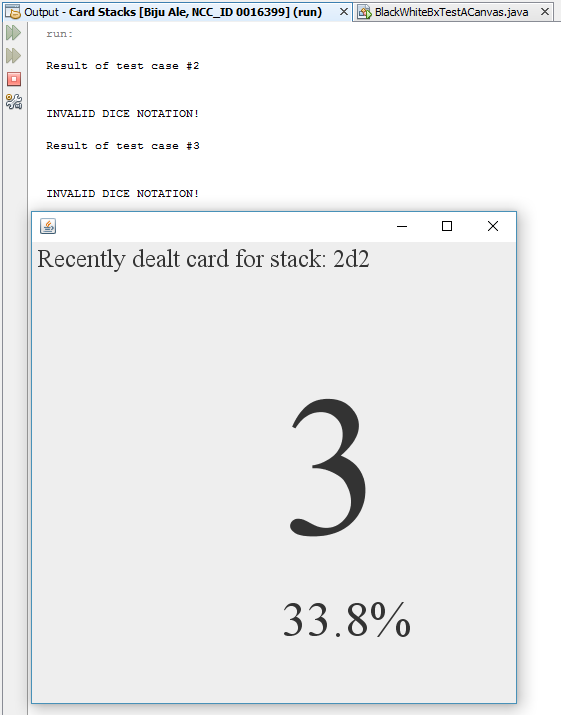 Output - Card Stacks [Biju Ale, NCC_ID 0016399] (run) BlackWhiteBxTestACanvas.java
run:
Result of test case #2
INVALID DICE NOTATION!
Result of test case #3
INVALID DICE NOTATION!
Recently dealt card for stack: 2d2
3
33.8%